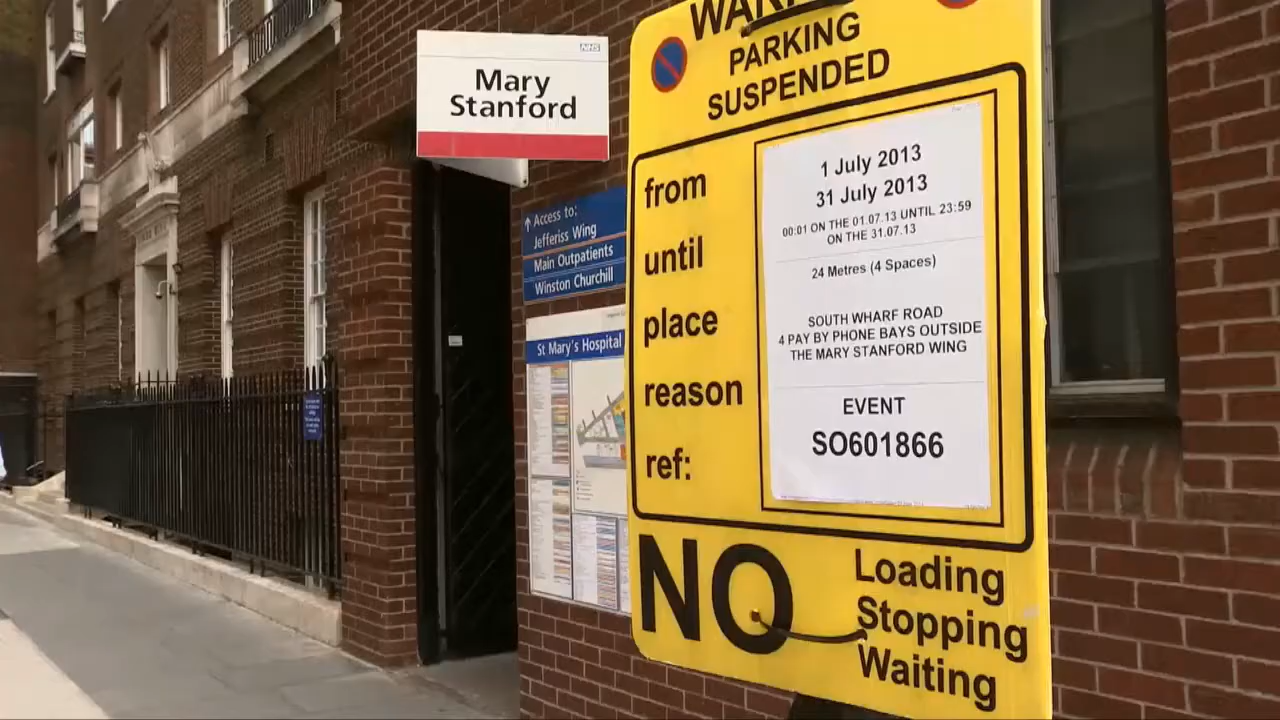 NHS
Mary
Stanford
Access to:
Jefferiss Wing
Main Outpatients
Winston Churchill
St Mary's Hospital
PARKING
SUSPENDED
from
until
place
reason
ref:
1 July 2013
31 July 2013
00:01 ON THE 01.07.13 UNTIL 23:59
ON THE 31.07.13
24 Metres (4 Spaces)
SOUTH WHARF ROAD
4 PAY BY PHONE BAYS OUTSIDE
THE MARY STANFORD WING
EVENT
SO601866
NO
Loading
Stopping
Waiting